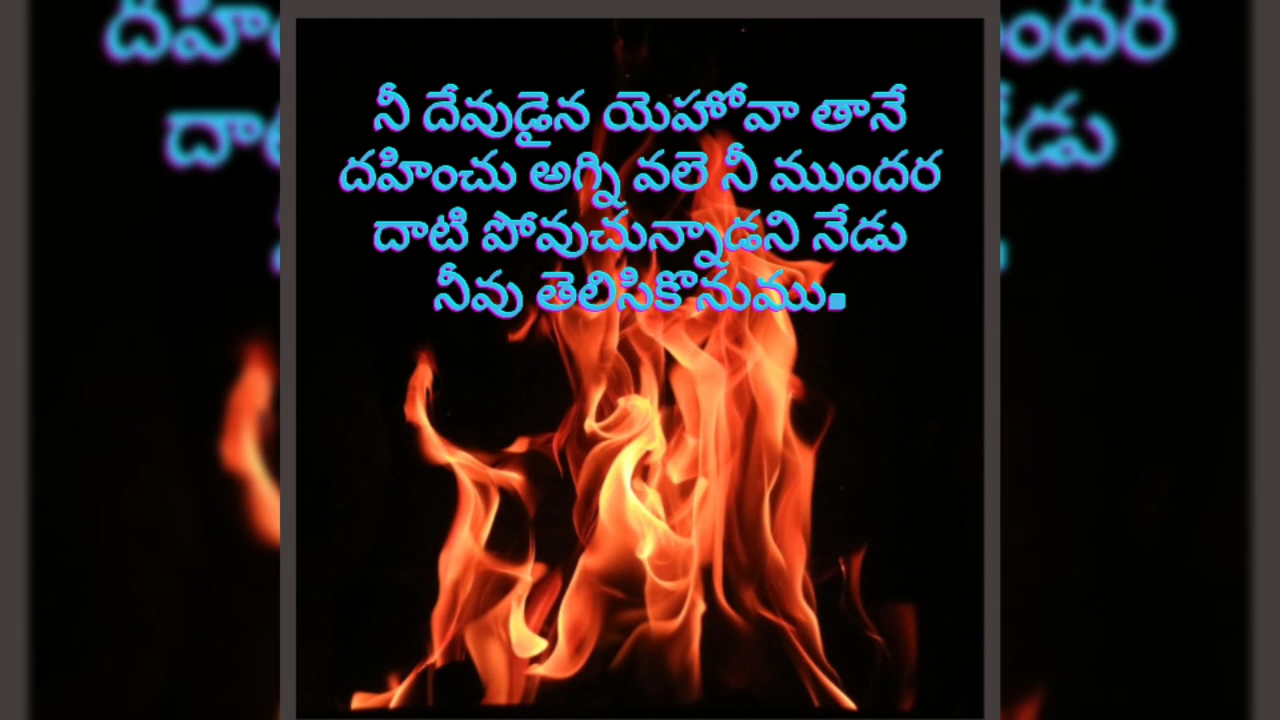 నీ దేవుడైన యెహోవా తానే
దహించు అగ్ని వలె నీ ముందర
దాటి పోవుచున్నాడని నేడు
నీవు తెలిసికొనుము.